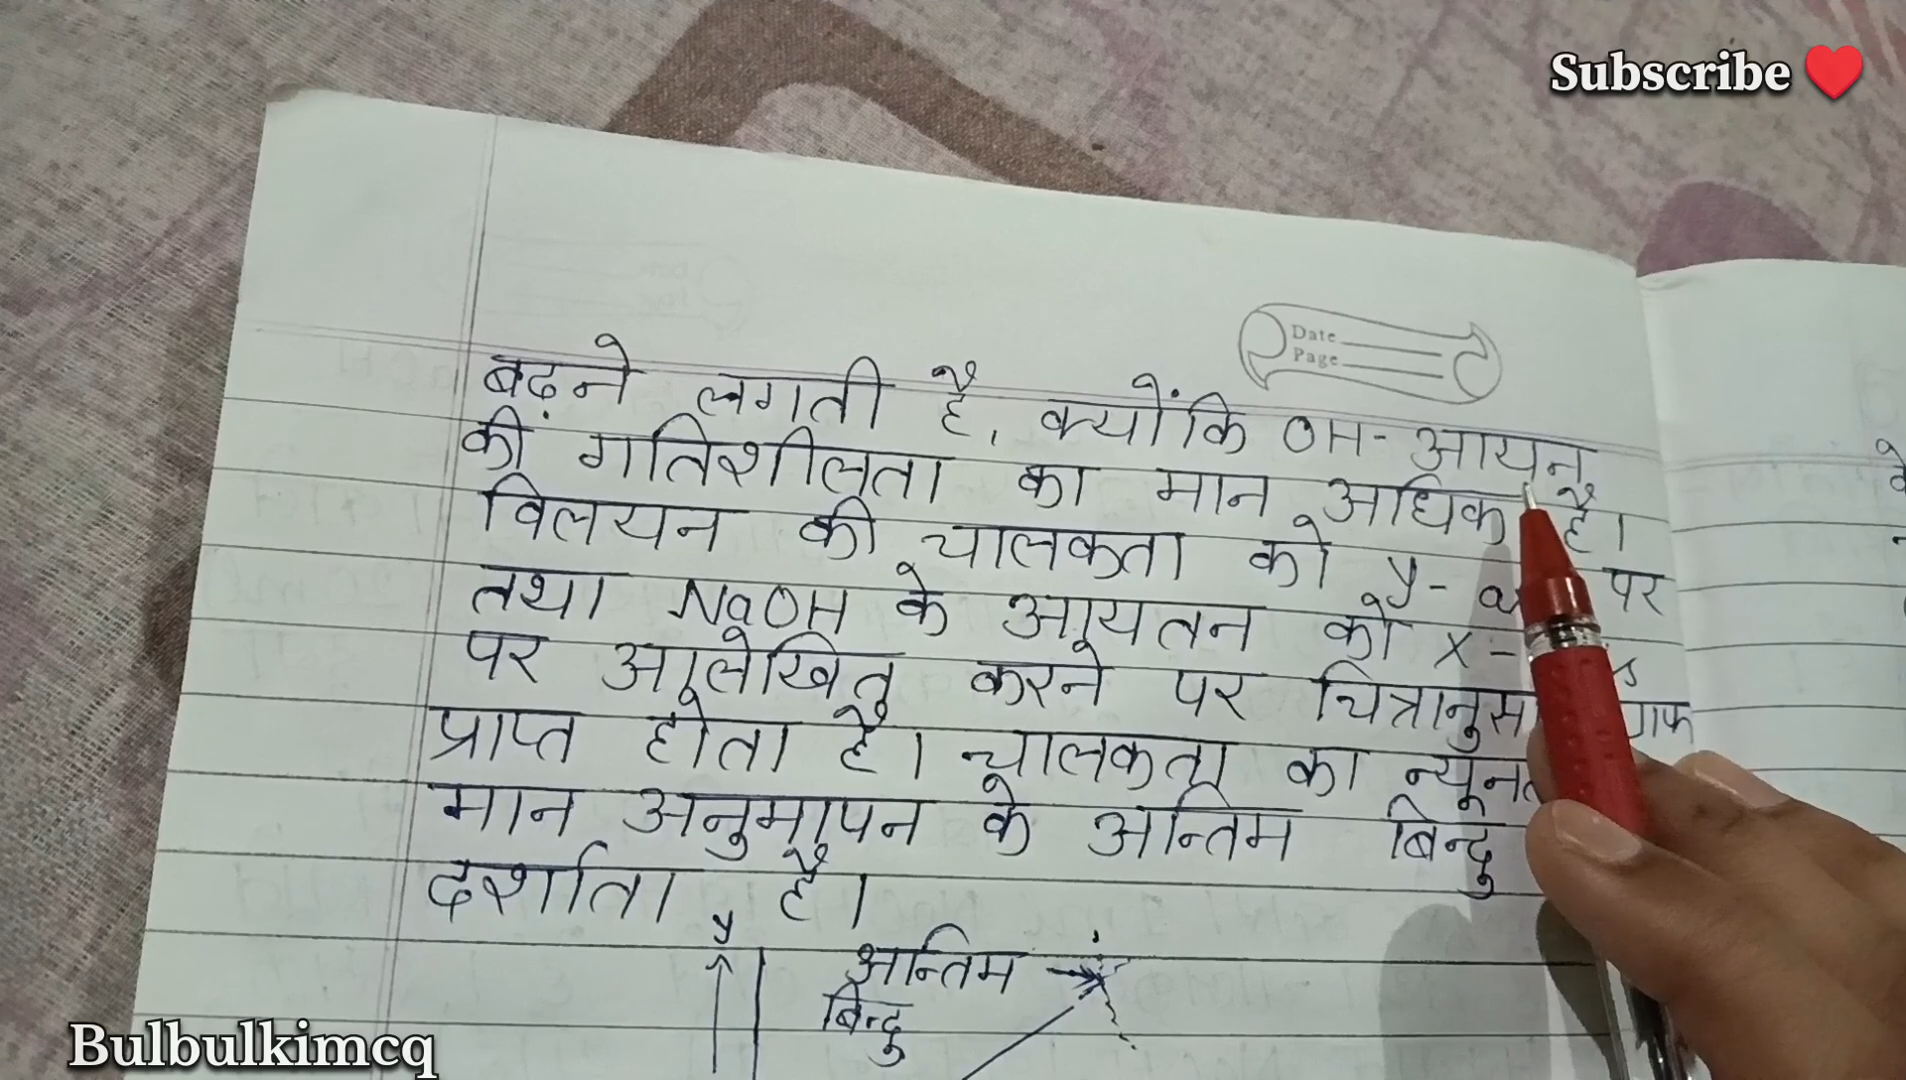 Subscribe
Date
Page
बढ़ने लगती है, क्योंकि OH- आयन
की गतिशीलता का मान अधिक है।
विलयन की चालकता को y- पर
तथा NaOH के आयतन को x-
पर आलेखित करने पर
प्राप्त होता है। चालकता का
मान अनुमापन के अन्तिम बिन्दु
दर्शाता है।
y
अन्तिम
बिन्दु
Bulbulkimcq